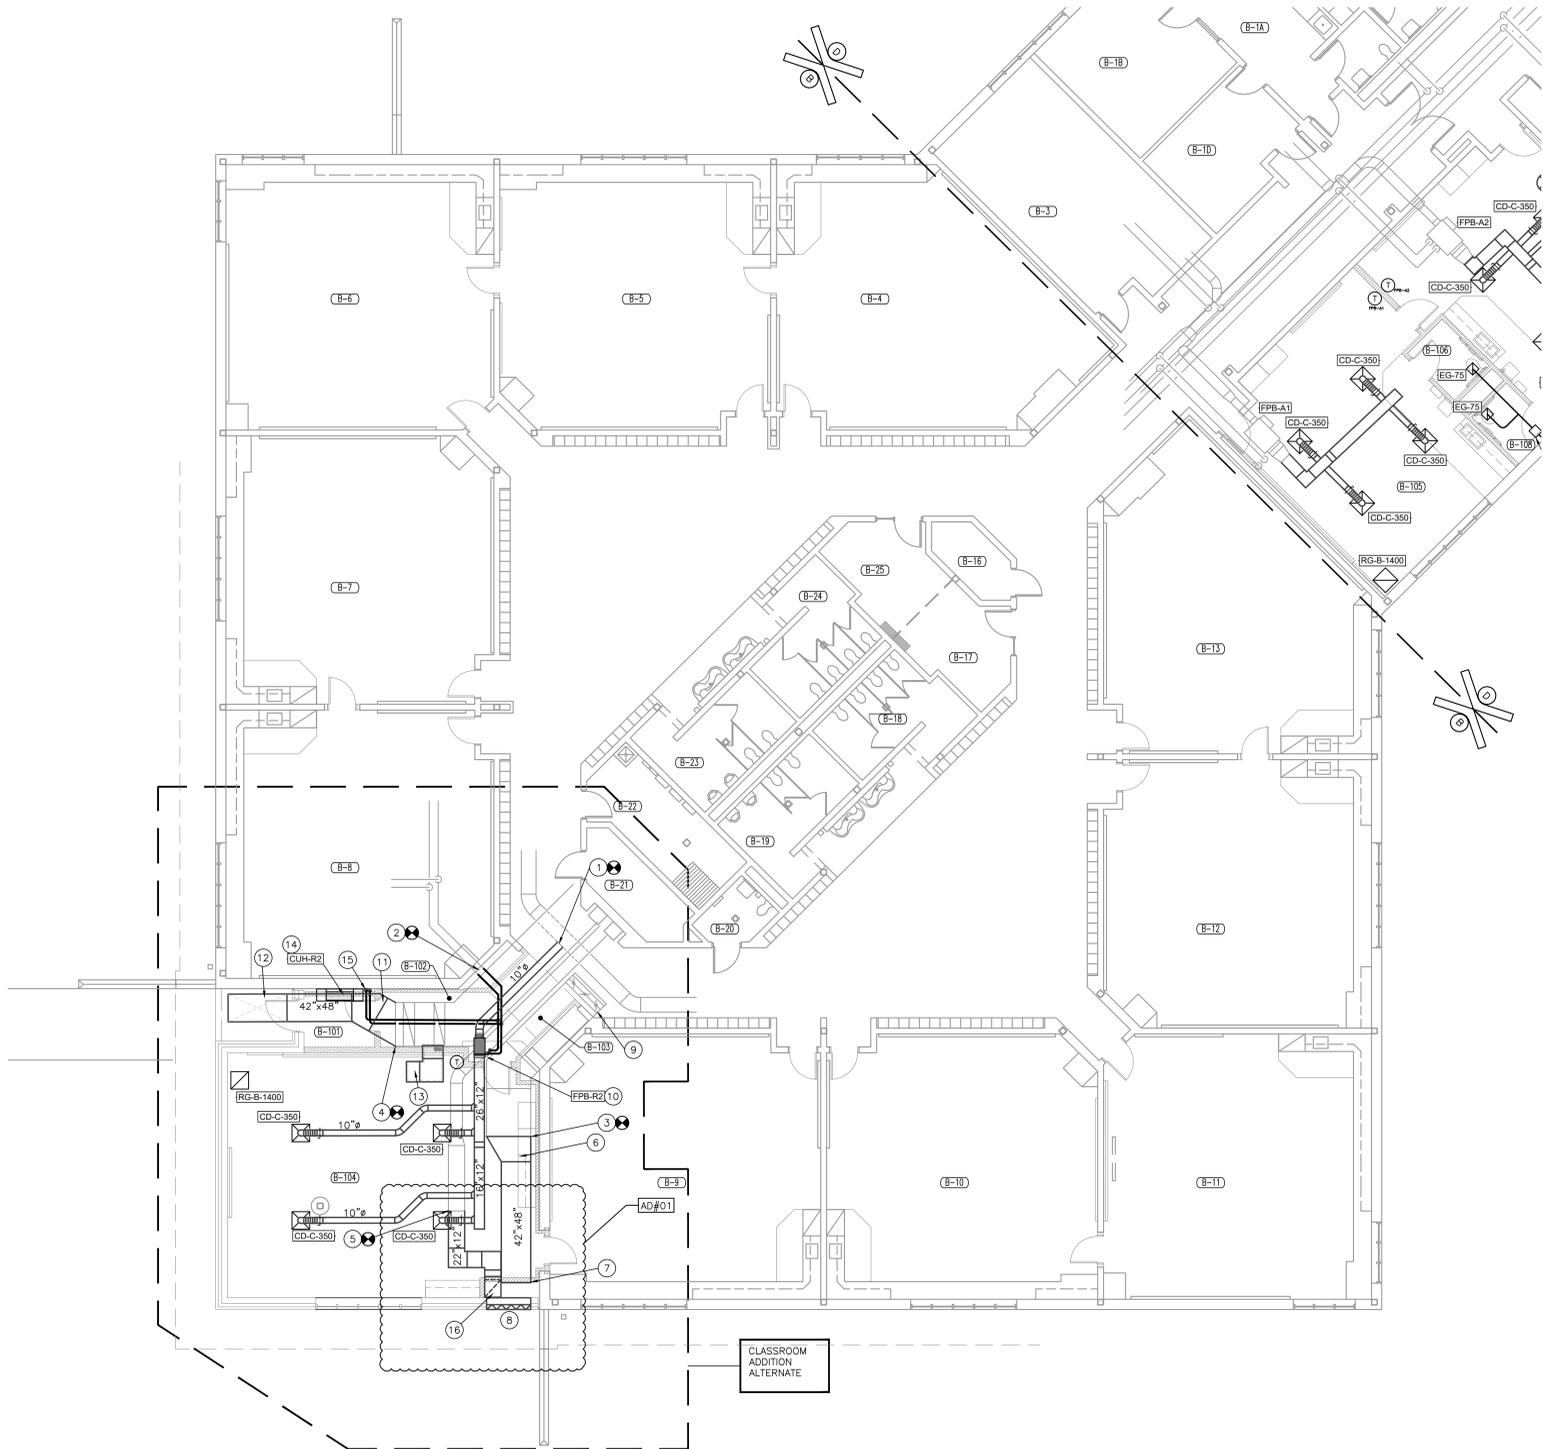 B-1A
D
B-1B
B
B-1D
CD-C-350
B-3
FPB-A2
CD-C-350
T
FPB-A2
T
FPB-A1
B-6
B-5
B-4
B-106
CD-C-350
EG-75
EG-75
FPB-A1
CD-C-350
B-108
CD-C-350
B-105
CD-C-350
RG-B-1400
B-16
B-25
B-7
B-24
B-17
B-13
D
B-18
B
B-23
B-22
B-19
B-8
1
B-21
B-20
B-12
2
14
CUH-R2
15
11
12
B-102
10"ø
42"x48"
B-101
B-103
9
T
13
FPB-R2
10
RG-B-1400
26"x12"
4
CD-C-350
10"ø
3
6
CD-C-350
B-104
16"x12"
B-9
B-10
B-11
AD#01
10"ø
42"x48"
CD-C-350
CD-C-350
5
22"x12"
7
8
16
CLASSROOM
ADDITION
ALTERNATE